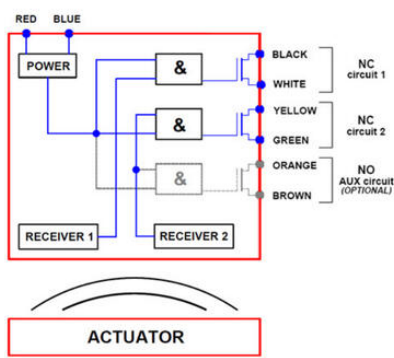 RED BLUE
POWER
&
BLACK
WHITE
NC
circuit 1
&
YELLOW
GREEN
NC
circuit 2
&
ORANGE
BROWN
NO
AUX circuit
(OPTIONAL)
RECEIVER 1
RECEIVER 2
ACTUATOR